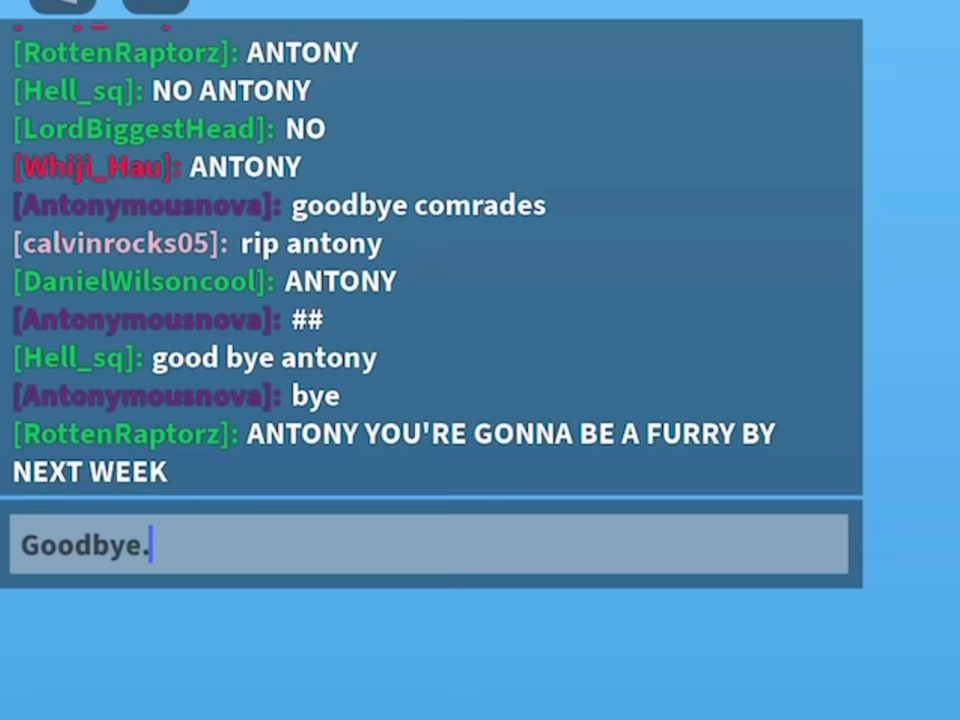 [RottenRaptorz]: ANTONY
[Hell_sq]: NO ANTONY
[LordBiggestHead]: NO
[Whiji_Hau]: ANTONY
[Antonymousnova]: goodbye comrades
[calvinrocks05]: rip antony
[DanielWilsoncool]: ANTONY
[Antonymousnova]: ##
[Hell_sq]: good bye antony
[Antonymousnova]: bye
[RottenRaptorz]: ANTONY YOU'RE GONNA BE A FURRY BY
NEXT WEEK
Goodbye.